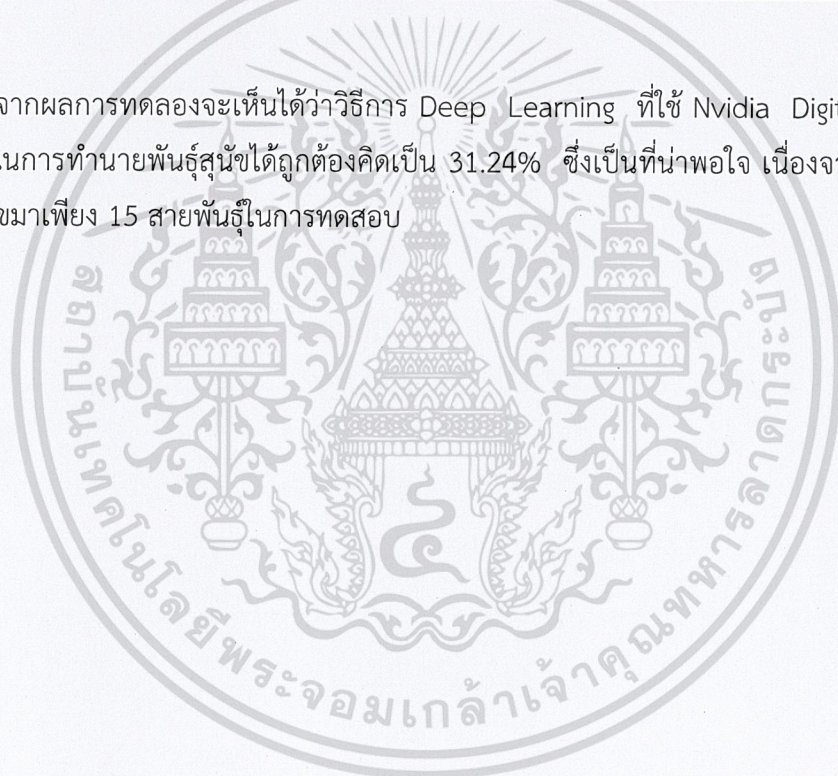 จากผลการทดลองจะเห็นได้ว่าวิธีการ Deep Learning ที่ใช้ Nvidia Digit
ในการทำนายพันธุ์สุนัขได้ถูกต้องคิดเป็น 31.24% ซึ่งเป็นที่น่าพอใจ เนื่องจา
ขมาเพียง 15 สายพันธุ์ในการทดสอบ
สถาบันเทคโนโลยีพระจอมเกล้าเจ้าคุณทหารลาดกระบัง